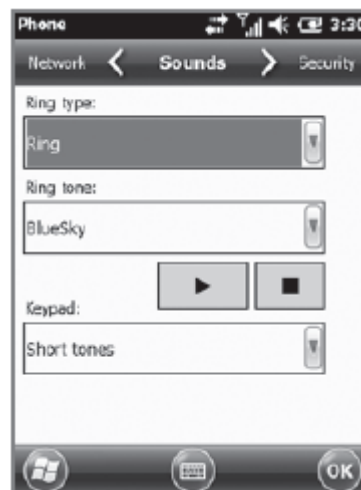 Phone 3:30
Network Sounds Security
Ring type:
Ring
Ring tone:
BlueSky
Keypad:
Short tones
OK